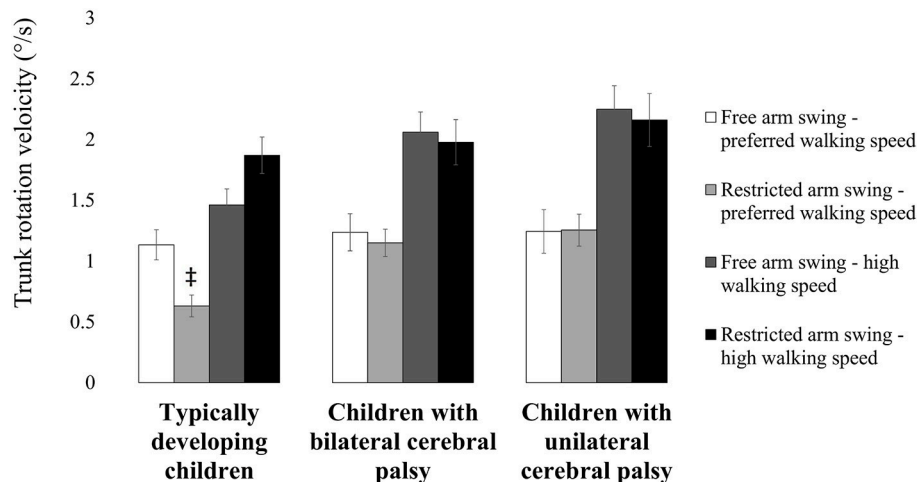 Trunk rotation veloicity (°/s)
3
2.5
2
1.5
1
0.5
0
‡
Typically
developing
children
Children with
bilateral cerebral
palsy
Children with
unilateral
cerebral palsy
Free arm swing -
preferred walking speed
Restricted arm swing -
preferred walking speed
Free arm swing - high
walking speed
Restricted arm swing -
high walking speed